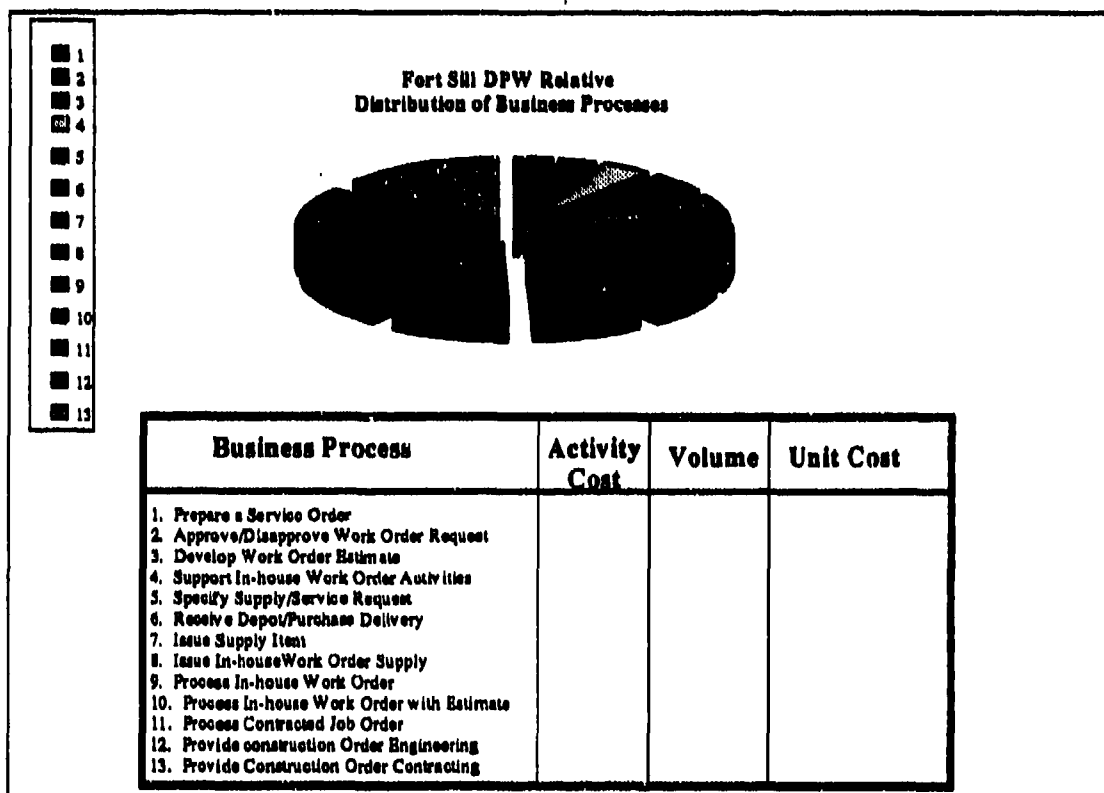 1
2
3
4
5
6
7
8
9
10
11
12
13
Fort Sill DPW Relative
Distribution of Business Processes
Business Process
Activity Cost
Volume
Unit Cost
1. Prepare a Service Order
2. Approve/Disapprove Work Order Request
3. Develop Work Order Estimate
4. Support In-house Work Order Activities
5. Specify Supply/Service Request
6. Receive Depot/Purchase Delivery
7. Issue Supply Item
8. Issue In-houseWork Order Supply
9. Process In-house Work Order
10. Process In-house Work Order with Estimate
11. Process Contracted Job Order
12. Provide construction Order Engineering
13. Provide Construction Order Contracting